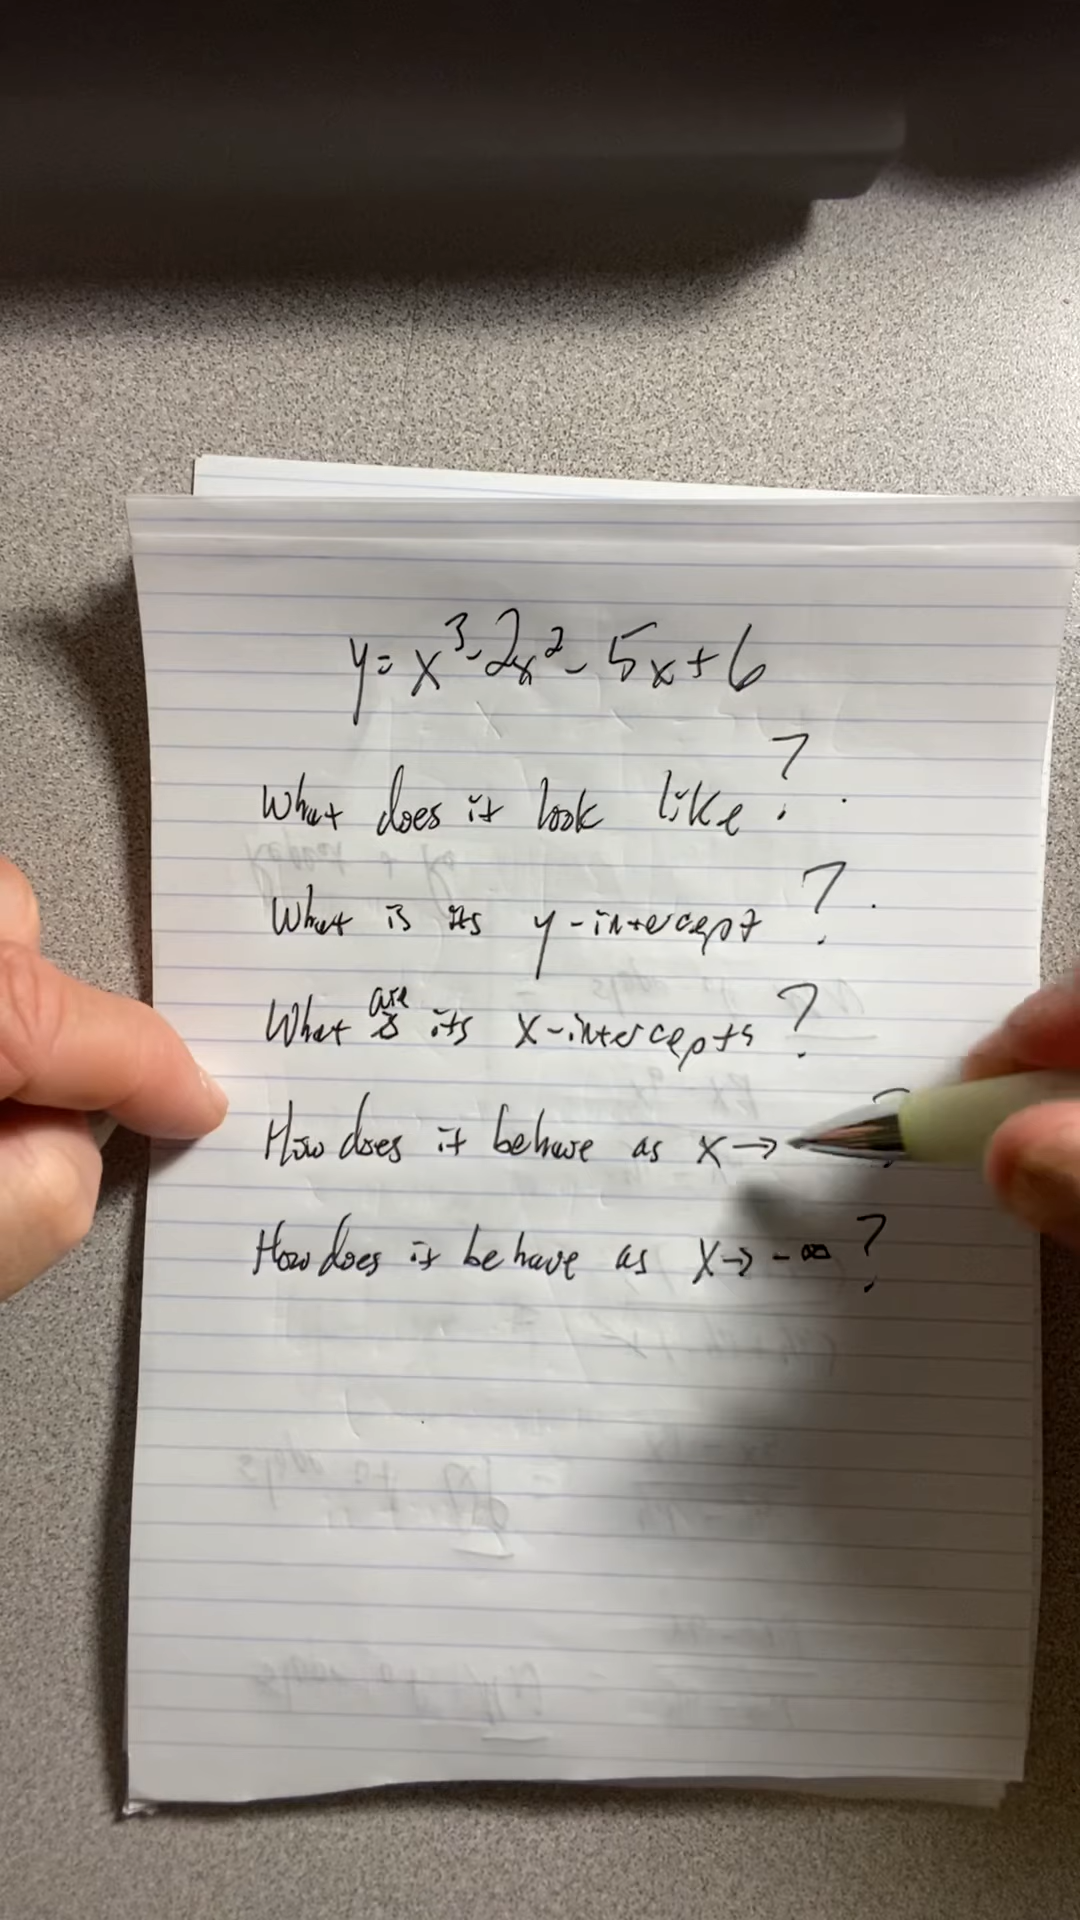 y=x³-2x²-5x+6
What does it look like?
What is its y-intercept?
What are its x-intercepts?
How does it behave as x→ ?
How does it behave as x→ -∞?